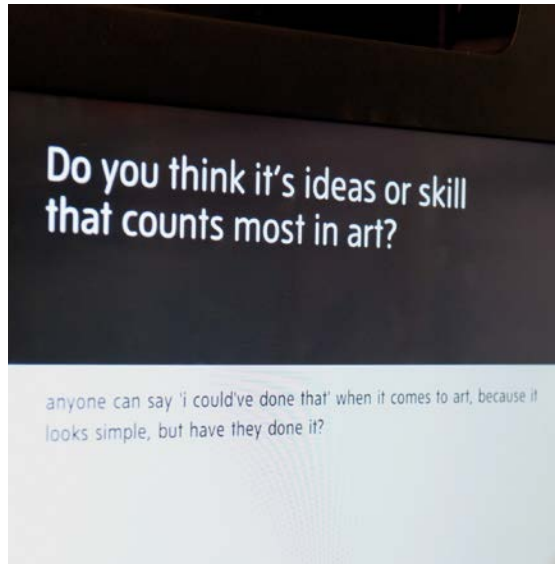 Do you think it's ideas or skill
that counts most in art?
anyone can say 'i could've done that' when it comes to art, because it
looks simple, but have they done it?